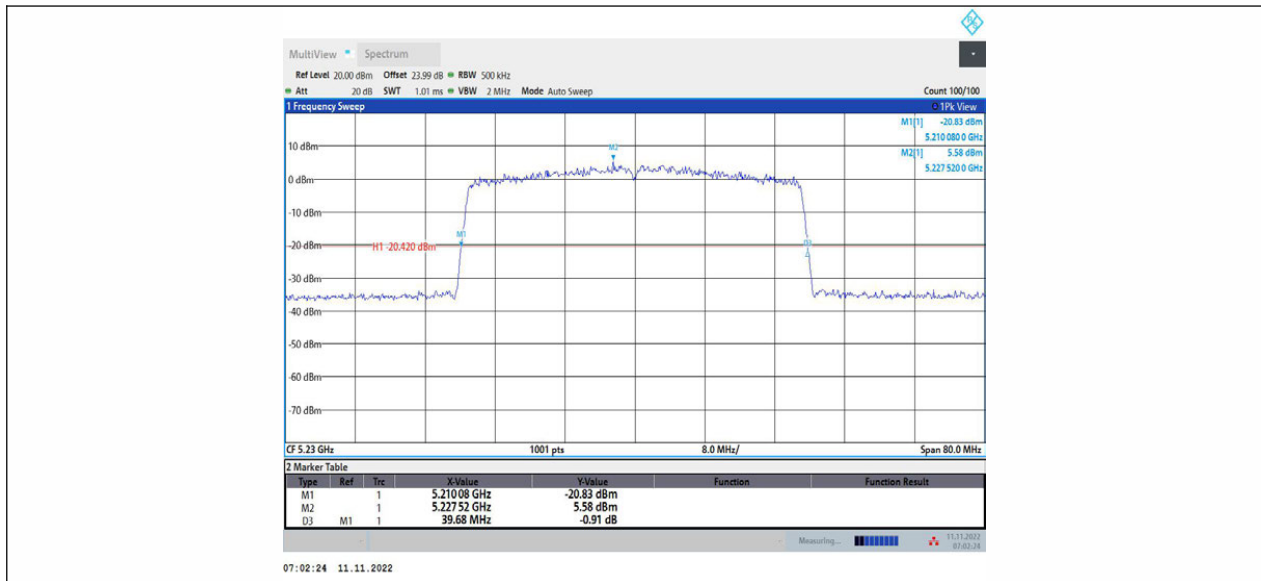 MultiView Spectrum
Ref Level 20.00 dBm Offset 23.99 dB RBW 500 kHz
Att 20 dB SWT 1.01 ms VBW 2 MHz Mode Auto Sweep Count 100/100
1 Frequency Sweep 1Pk View
M1[1] -20.83 dBm
5.210 080 0 GHz
M2[1] 5.58 dBm
5.227 520 0 GHz
10 dBm
M2
0 dBm
-10 dBm
M1
-20 dBm
H1 -20.420 dBm
D3
-30 dBm
-40 dBm
-50 dBm
-60 dBm
-70 dBm
CF 5.23 GHz 1001 pts 8.0 MHz/ Span 80.0 MHz
2 Marker Table
Type Ref Trc X-Value Y-Value Function Function Result
M1 1 5.21008 GHz -20.83 dBm
M2 1 5.22752 GHz 5.58 dBm
D3 M1 1 39.68 MHz -0.91 dB
Measuring...
11.11.2022
07:02:24
07:02:24 11.11.2022